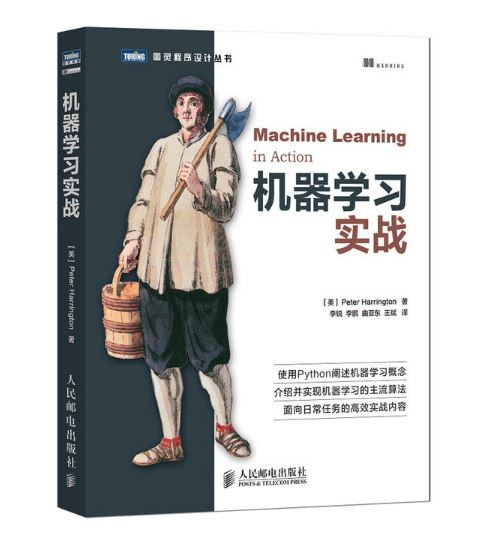 TURING
图灵程序设计丛书
MANNING
Machine Learning
in Action
机器学习
实战
[美] Peter Harrington 著
李锐 李鹏 曲亚东 王斌 译
使用Python阐述机器学习概念
介绍并实现机器学习的主流算法
面向日常任务的高效实战内容
人民邮电出版社
POSTS & TELECOM PRESS
TURING
机器学习实战
[美] Peter Harrington 著
人民邮电出版社